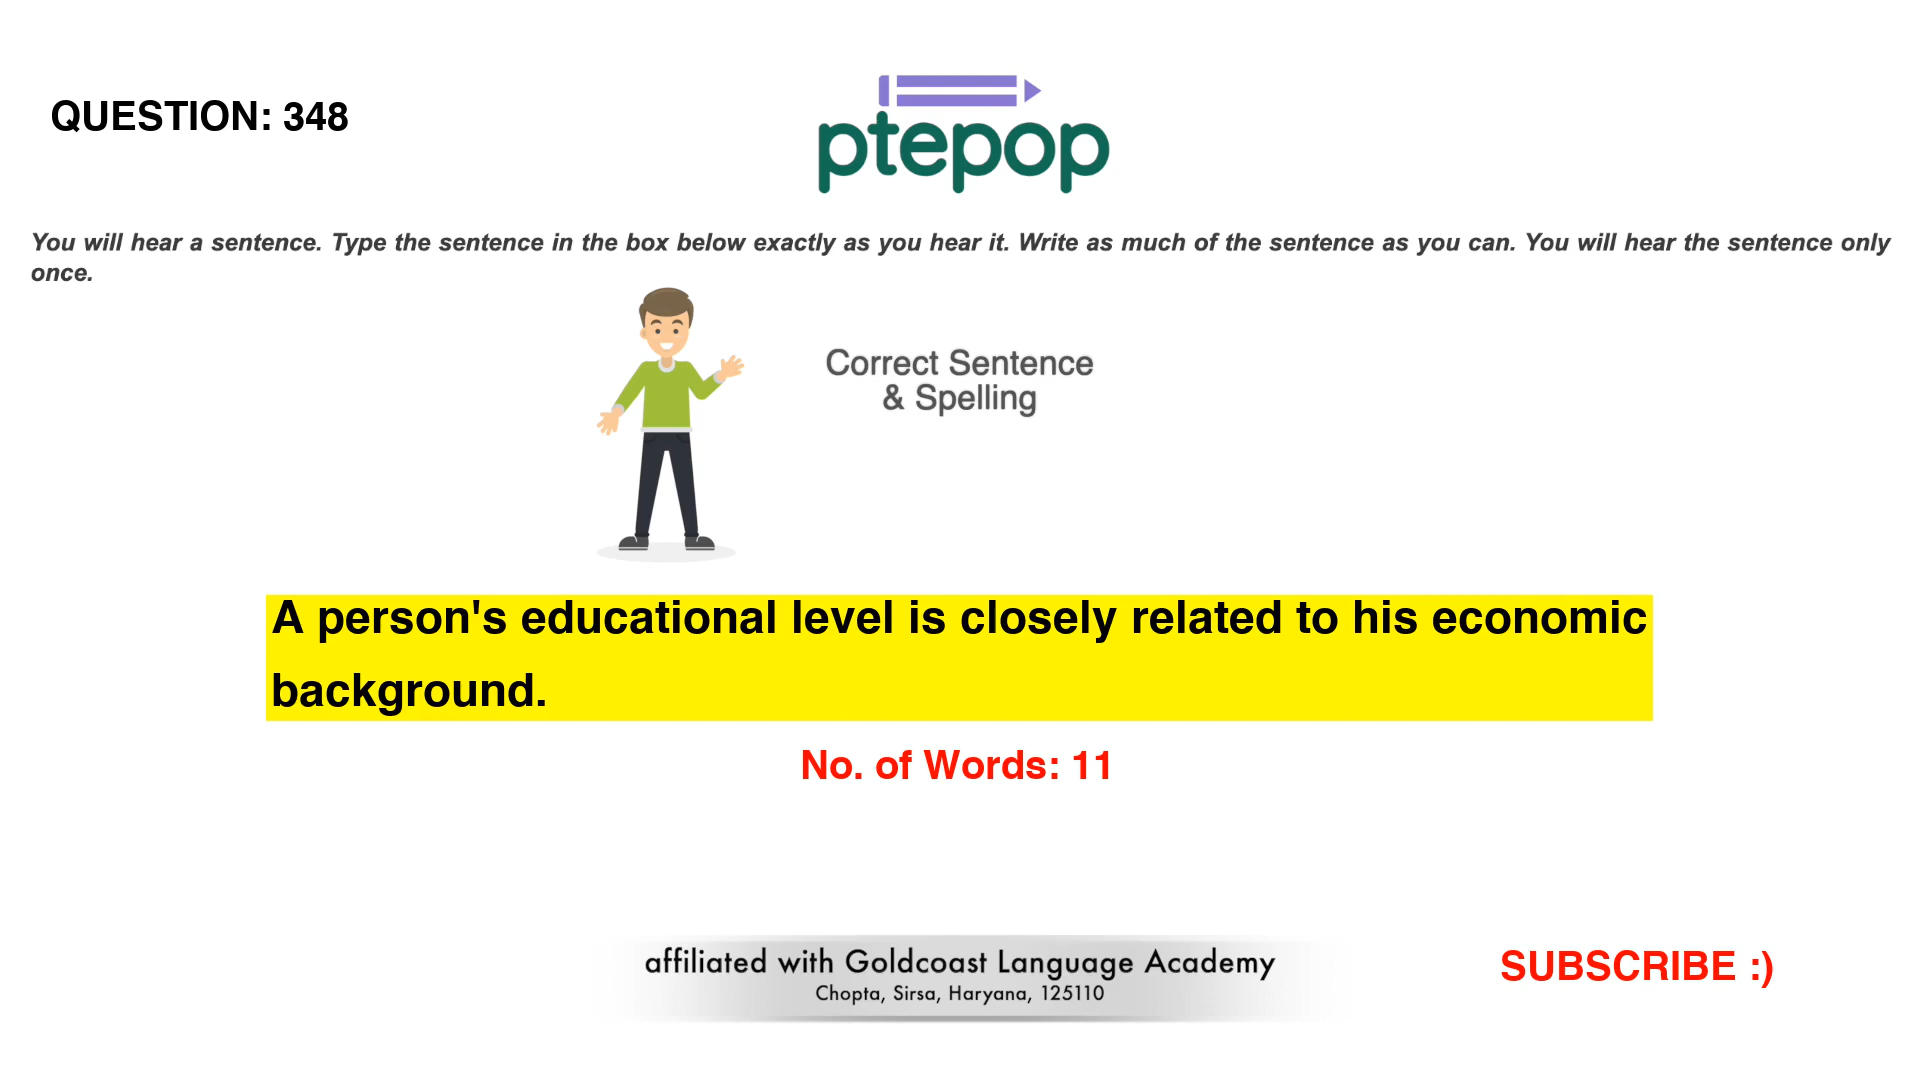 QUESTION: 348
ptepop
You will hear a sentence. Type the sentence in the box below exactly as you hear it. Write as much of the sentence as you can. You will hear the sentence only
once.
Correct Sentence
& Spelling
A person's educational level is closely related to his economic
background.
No. of Words: 11
affiliated with Goldcoast Language Academy
Chopta, Sirsa, Haryana, 125110
SUBSCRIBE :)